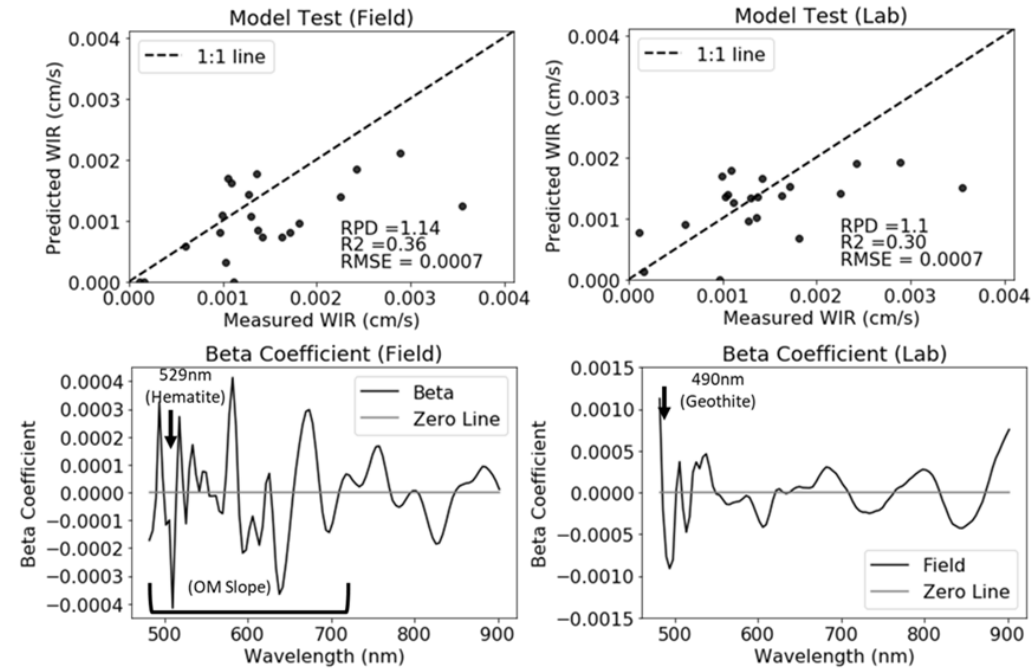 Model Test (Field)
0.004
0.003
0.002
0.001
0.000
Predicted WIR (cm/s)
1:1 line
RPD =1.14
R2 =0.36
RMSE = 0.0007
0.000 0.001 0.002 0.003 0.004
Measured WIR (cm/s)
Model Test (Lab)
0.004
0.003
0.002
0.001
0.000
Predicted WIR (cm/s)
1:1 line
RPD =1.1
R2 =0.30
RMSE = 0.0007
0.000 0.001 0.002 0.003 0.004
Measured WIR (cm/s)
Beta Coefficient (Field)
0.0004
0.0003
0.0002
0.0001
0.0000
−0.0001
−0.0002
−0.0003
−0.0004
Beta Coefficient
529nm
(Hematite)
Beta
Zero Line
(OM Slope)
500 600 700 800 900
Wavelength (nm)
Beta Coefficient (Lab)
0.0015
0.0010
0.0005
0.0000
−0.0005
−0.0010
−0.0015
Beta Coefficient
490nm
(Geothite)
Field
Zero Line
500 600 700 800 900
Wavelength (nm)